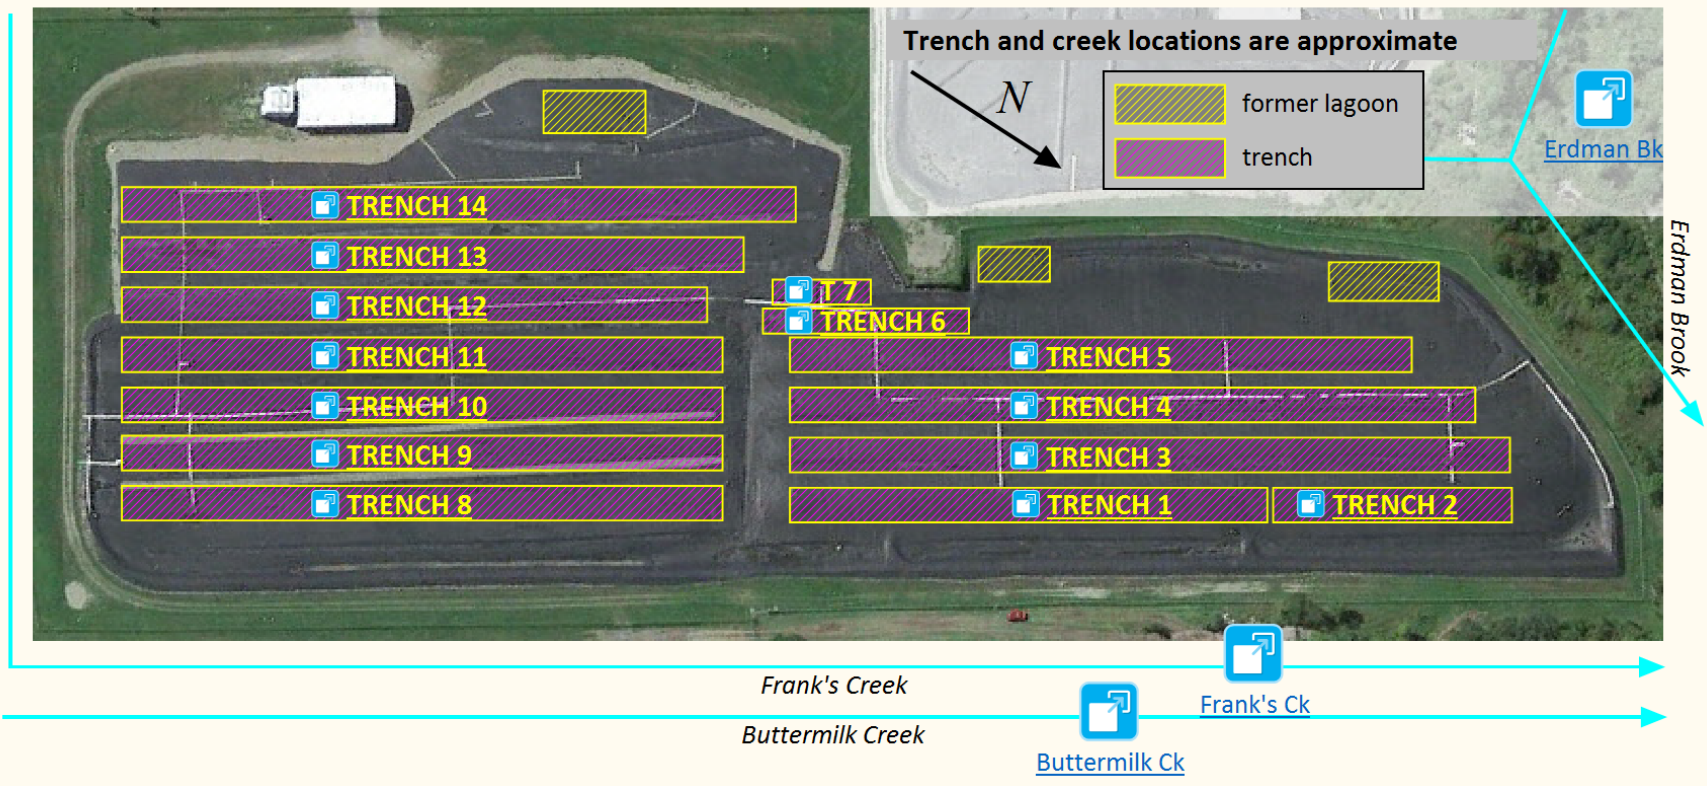 Trench and creek locations are approximate
N
former lagoon
trench
Erdman Bk
Erdman Brook
TRENCH 14
TRENCH 13
TRENCH 12
TRENCH 11
TRENCH 10
TRENCH 9
TRENCH 8
T 7
TRENCH 6
TRENCH 5
TRENCH 4
TRENCH 3
TRENCH 1
TRENCH 2
Frank's Creek
Frank's Ck
Buttermilk Creek
Buttermilk Ck